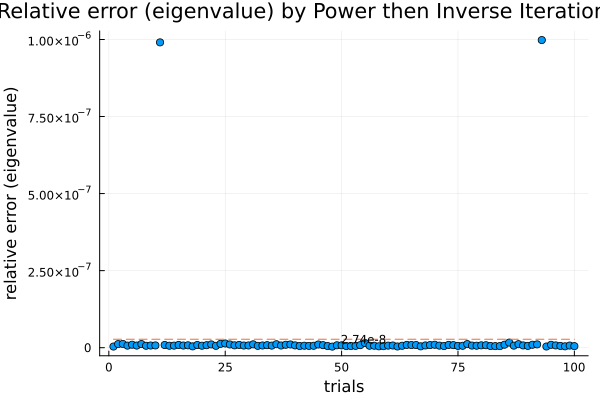 Relative error (eigenvalue) by Power then Inverse Iteration
relative error (eigenvalue)
1.00×10⁻⁶
7.50×10⁻⁷
5.00×10⁻⁷
2.50×10⁻⁷
0
2.74e-8
0 25 50 75 100
trials